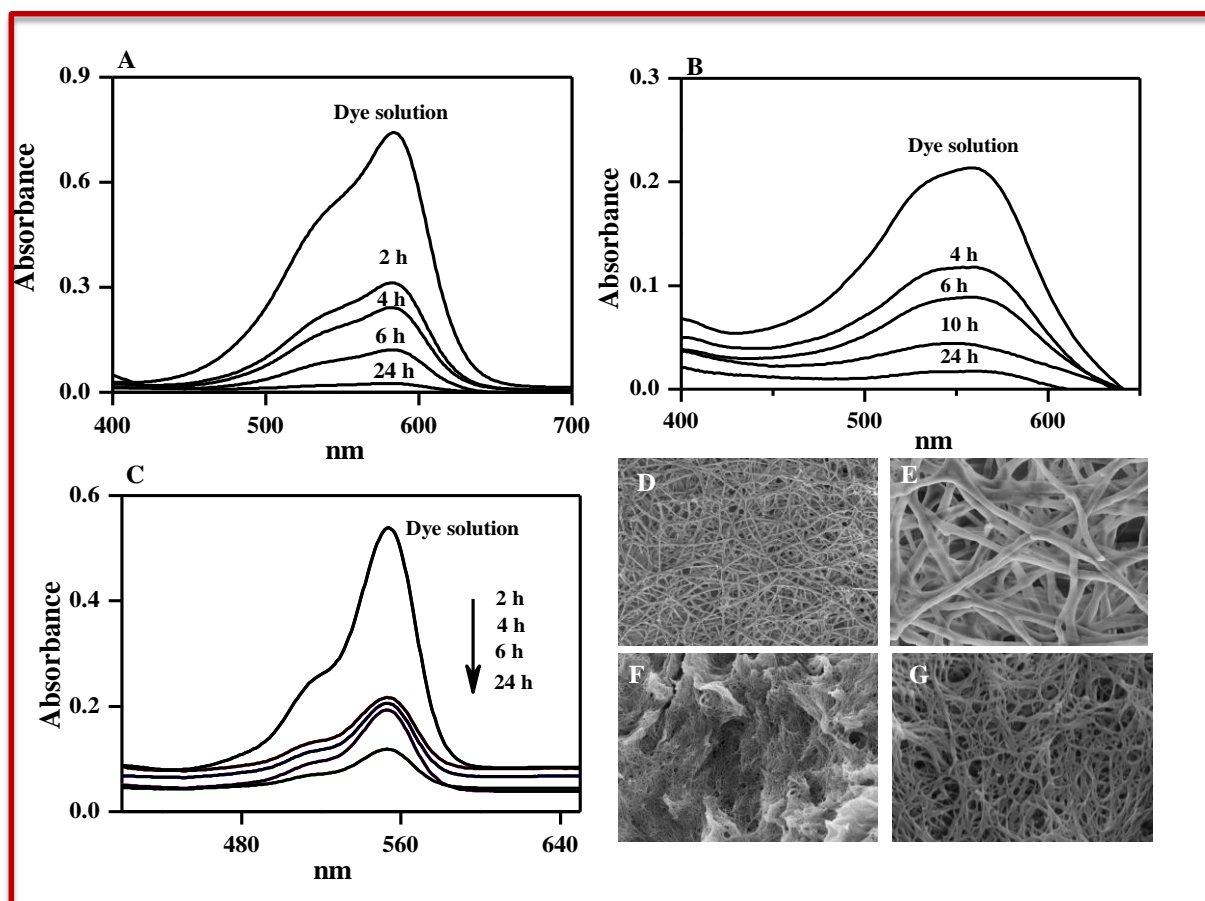 A
0.9
0.6
0.3
0.0
Absorbance
Dye solution
2 h
4 h
6 h
24 h
400
500
600
700
nm
B
0.3
0.2
0.1
0.0
Absorbance
Dye solution
4 h
6 h
10 h
24 h
400
500
600
nm
C
0.6
0.4
0.2
0.0
Absorbance
Dye solution
2 h
4 h
6 h
24 h
480
560
640
nm
D
E
F
G